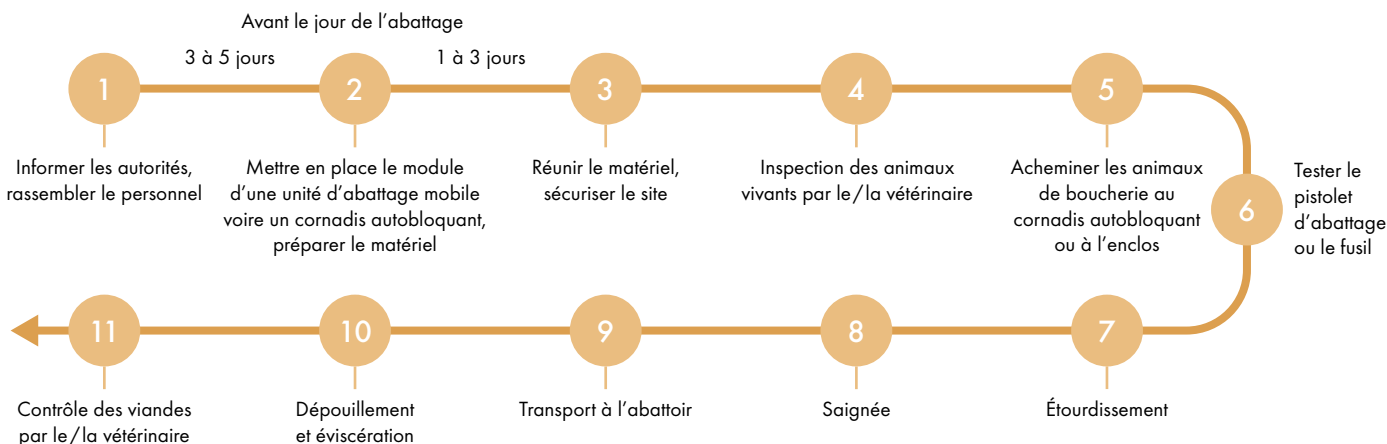 Avant le jour de l'abattage
3 à 5 jours
1 à 3 jours
1
2
3
4
5
Informer les autorités,
rassembler le personnel
Mettre en place le module
d'une unité d'abattage mobile
voire un cornadis autobloquant,
préparer le matériel
Réunir le matériel,
sécuriser le site
Inspection des animaux
vivants par le/la vétérinaire
Acheminer les animaux
de boucherie au
cornadis autobloquant
ou à l'enclos
6
Tester le
pistolet
d'abattage
ou le fusil
7
Étourdissement
8
Saignée
9
Transport à l'abattoir
10
Dépouillement
et éviscération
11
Contrôle des viandes
par le/la vétérinaire